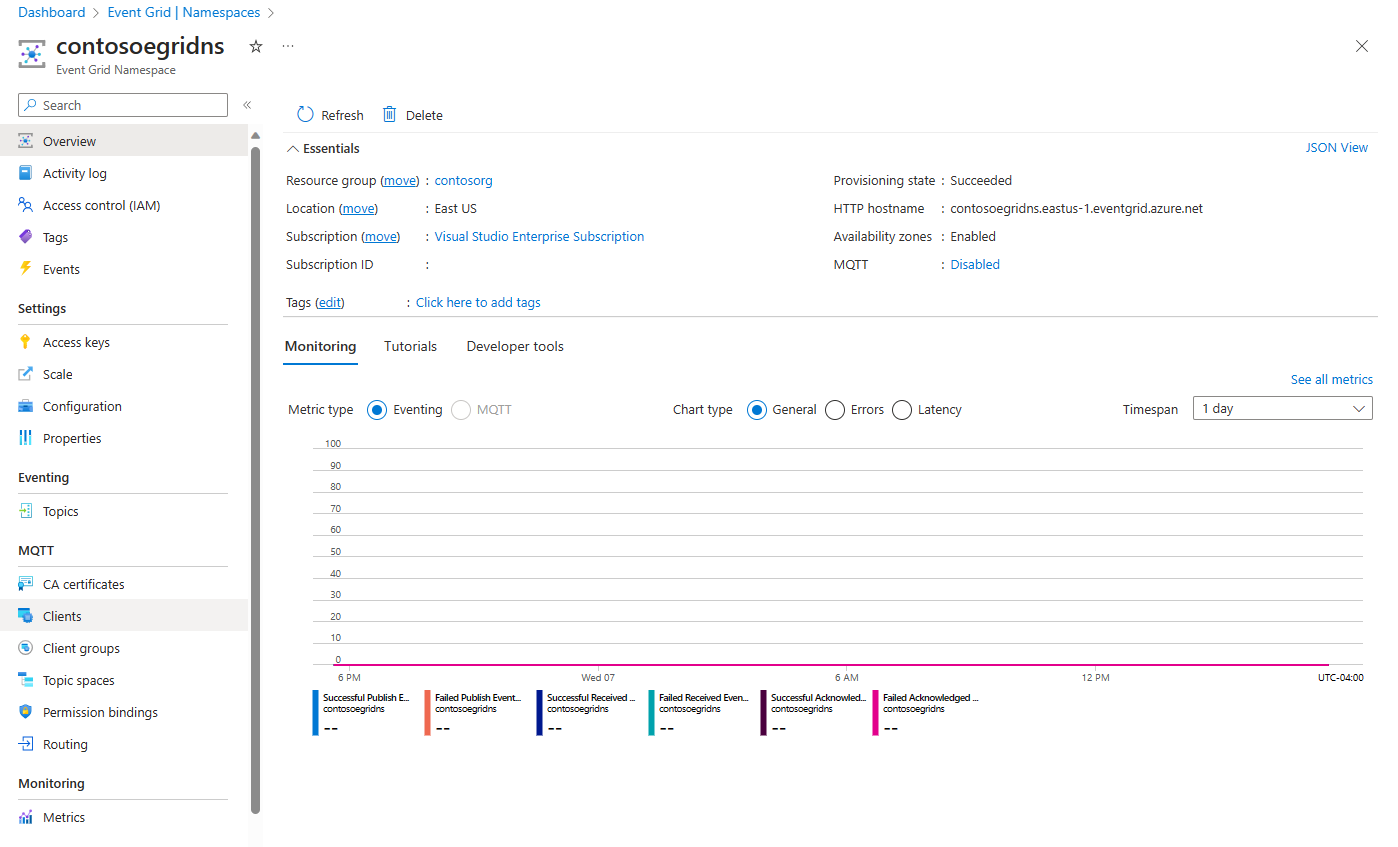 Dashboard > Event Grid | Namespaces >
contosoegridns
Event Grid Namespace
Search
Overview
Activity log
Access control (IAM)
Tags
Events
Settings
Access keys
Scale
Configuration
Properties
Eventing
Topics
MQTT
CA certificates
Clients
Client groups
Topic spaces
Permission bindings
Routing
Monitoring
Metrics
Refresh Delete
Essentials
JSON View
Resource group (move) : contosorg
Location (move) : East US
Subscription (move) : Visual Studio Enterprise Subscription
Subscription ID :
Provisioning state : Succeeded
HTTP hostname : contosoegridns.eastus-1.eventgrid.azure.net
Availability zones : Enabled
MQTT : Disabled
Tags (edit) : Click here to add tags
Monitoring Tutorials Developer tools
See all metrics
Metric type Eventing MQTT Chart type General Errors Latency Timespan 1 day
100
90
80
70
60
50
40
30
20
10
0
6 PM Wed 07 6 AM 12 PM UTC-04:00
Successful Publish E...
contosoegridns
--
Failed Publish Event...
contosoegridns
--
Successful Received ...
contosoegridns
--
Failed Received Even...
contosoegridns
--
Successful Acknowled...
contosoegridns
--
Failed Acknowledged ...
contosoegridns
--